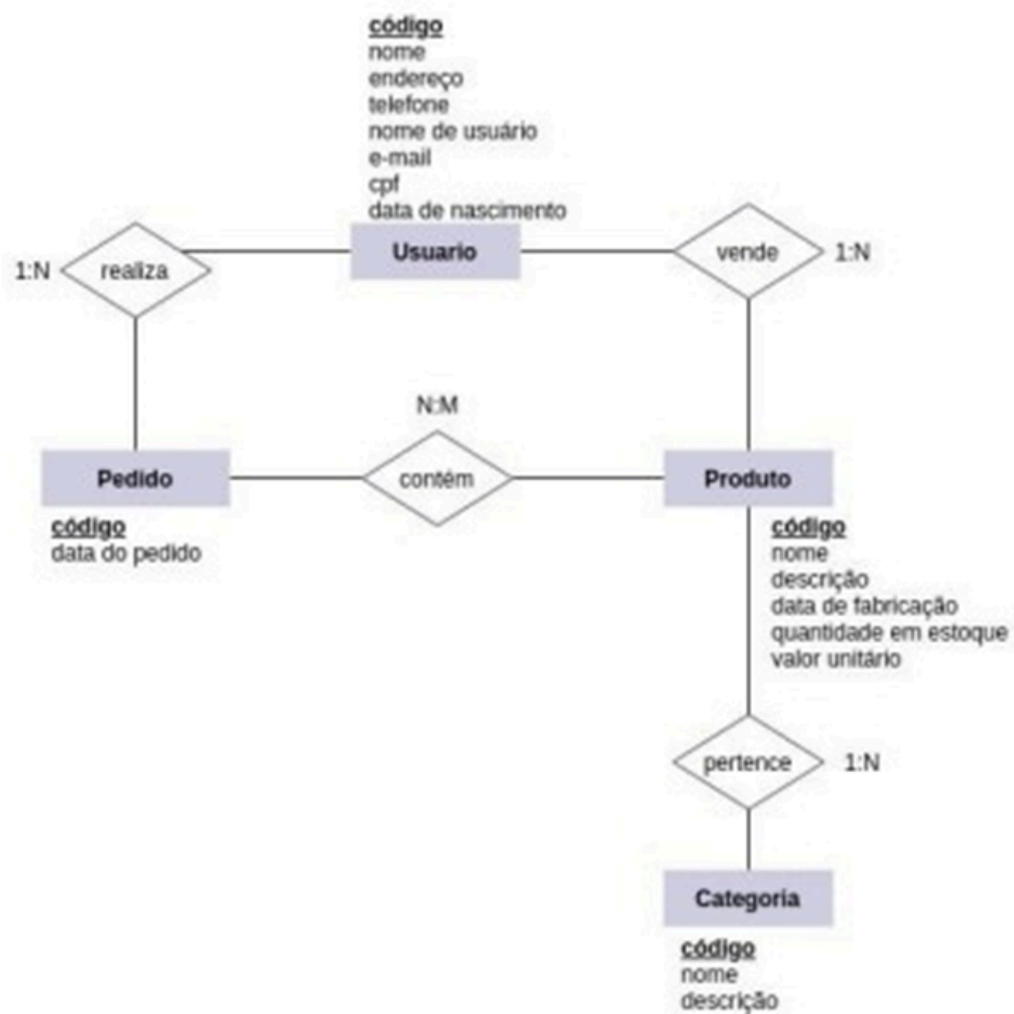 código
nome
endereço
telefone
nome de usuário
e-mail
cpf
data de nascimento
Usuario
1:N
realiza
vende
1:N
N:M
Pedido
contém
Produto
código
data do pedido
código
nome
descrição
data de fabricação
quantidade em estoque
valor unitário
pertence
1:N
Categoria
código
nome
descrição